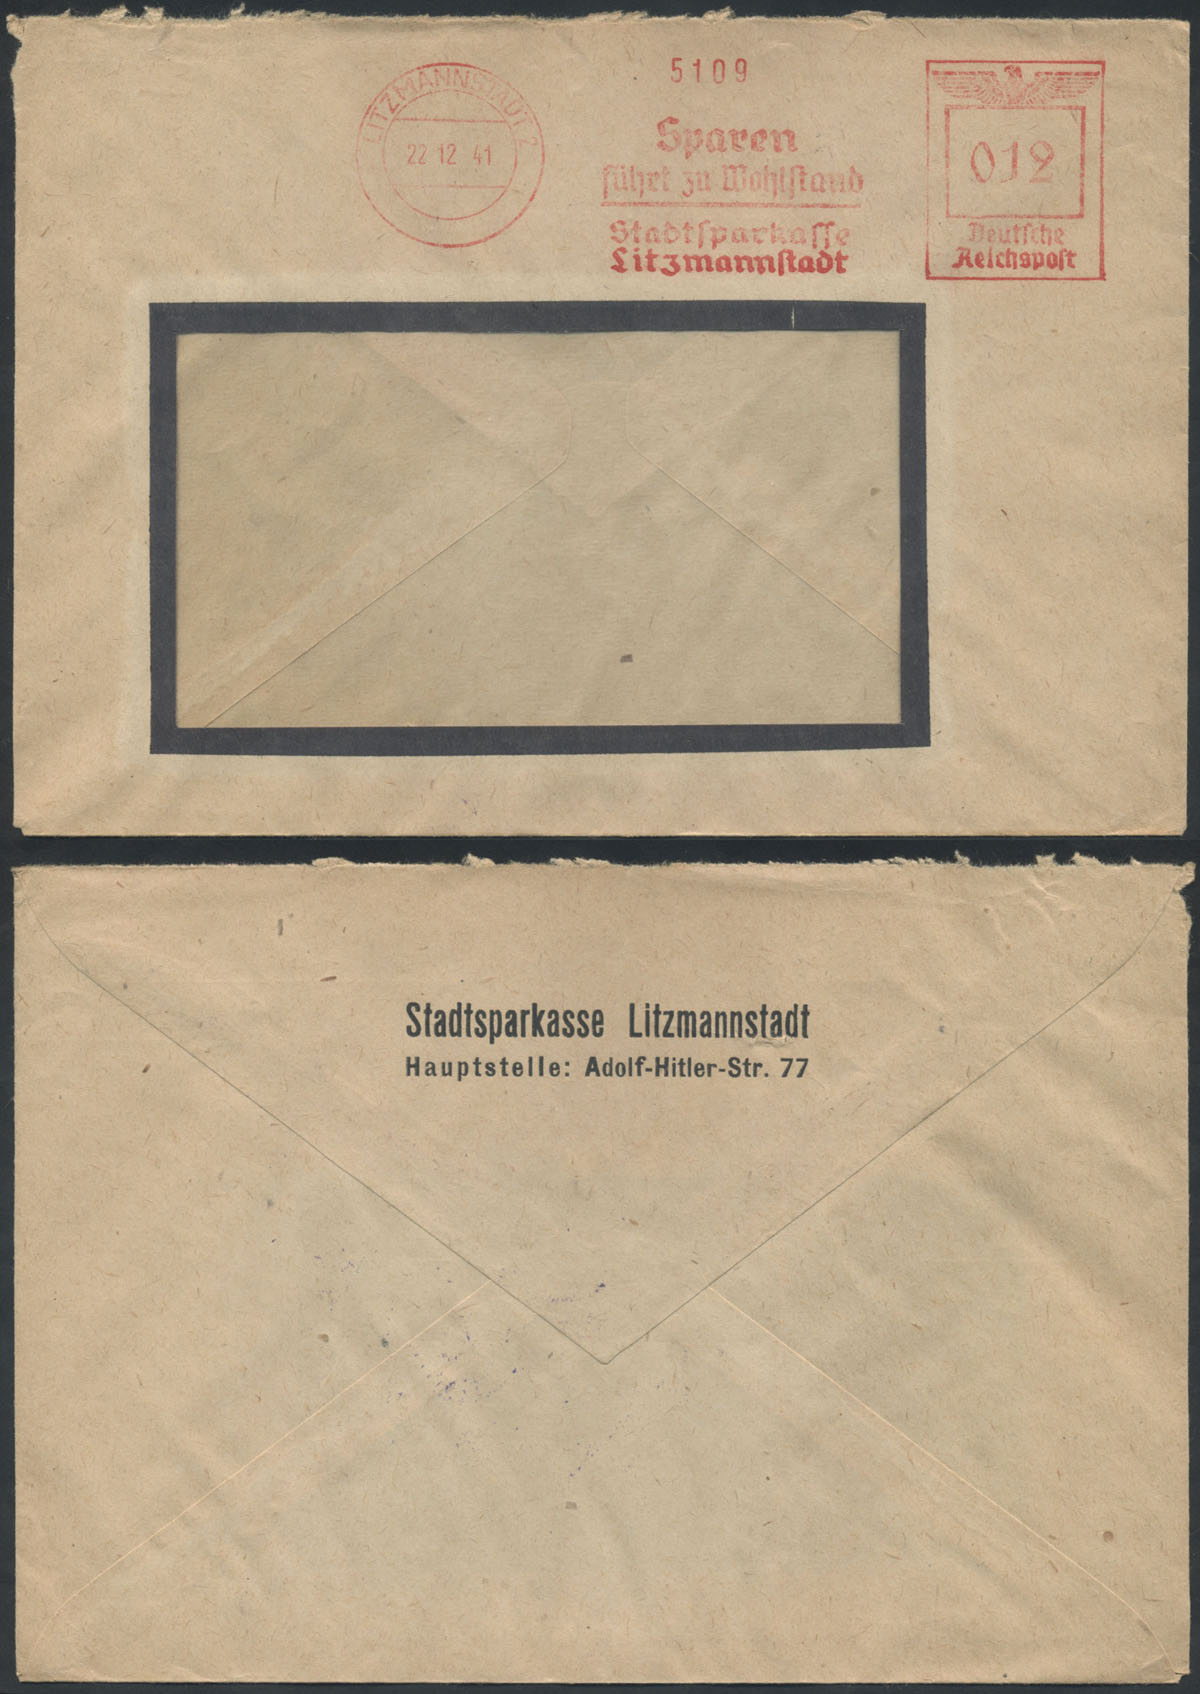 LITZMANNSTADT 2
22 12 41
5109
Sparen
führt zu Wohlstand
Stadtsparkasse
Litzmannstadt
012
Deutsche
Reichspost
Stadtsparkasse Litzmannstadt
Hauptstelle: Adolf-Hitler-Str. 77